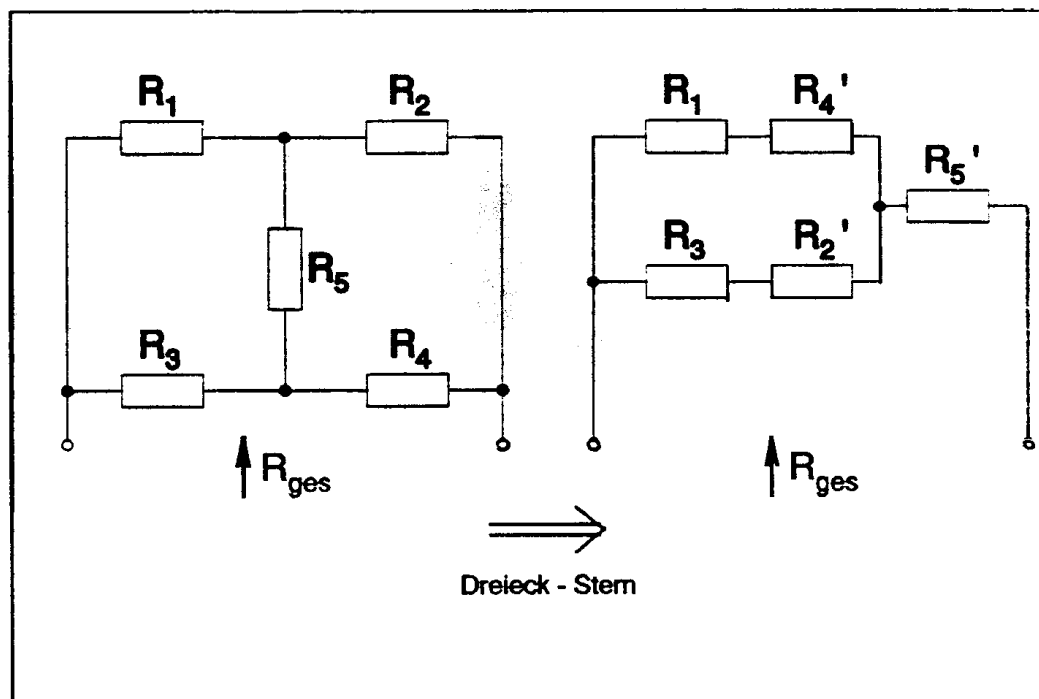 R1 R2 R1 R4'
R5'
R5 R3 R2'
R3 R4
Rges Rges
Dreieck - Stern